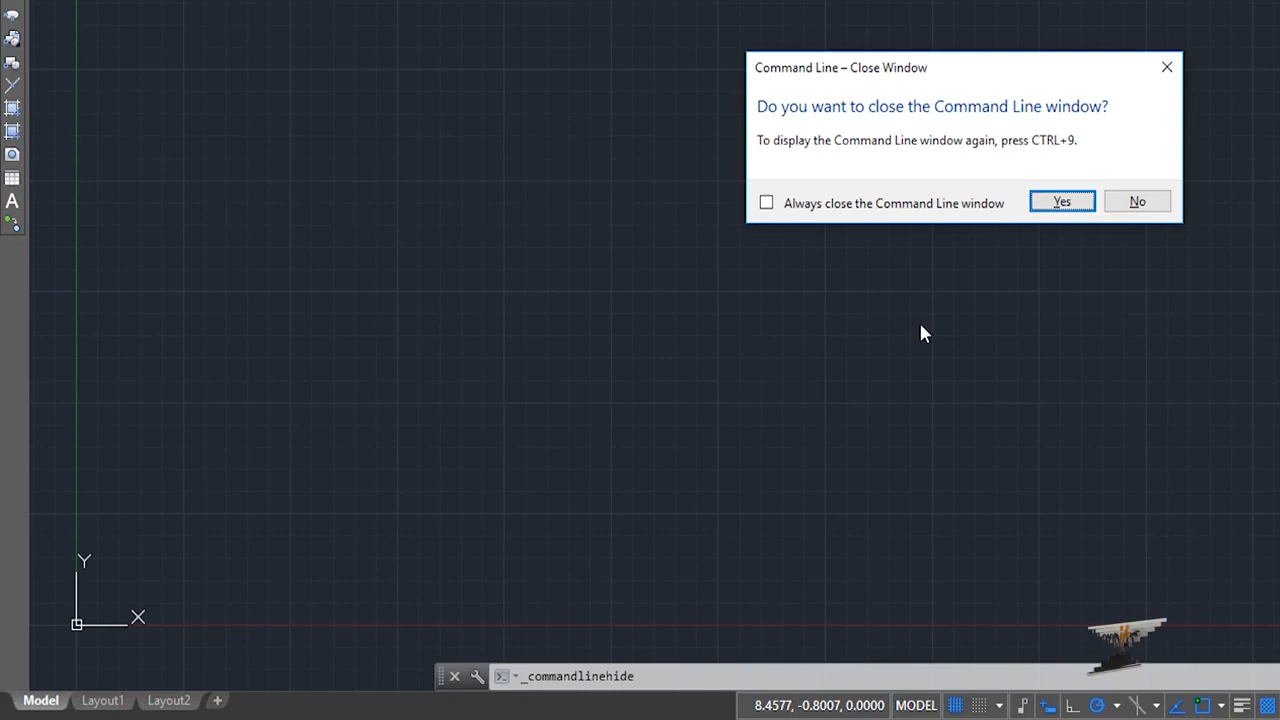 Command Line – Close Window
Do you want to close the Command Line window?
To display the Command Line window again, press CTRL+9.
Always close the Command Line window
Yes
No
A
Y
X
_commandlinehide
Model
Layout1
Layout2
+
8.4577, -0.8007, 0.0000
MODEL